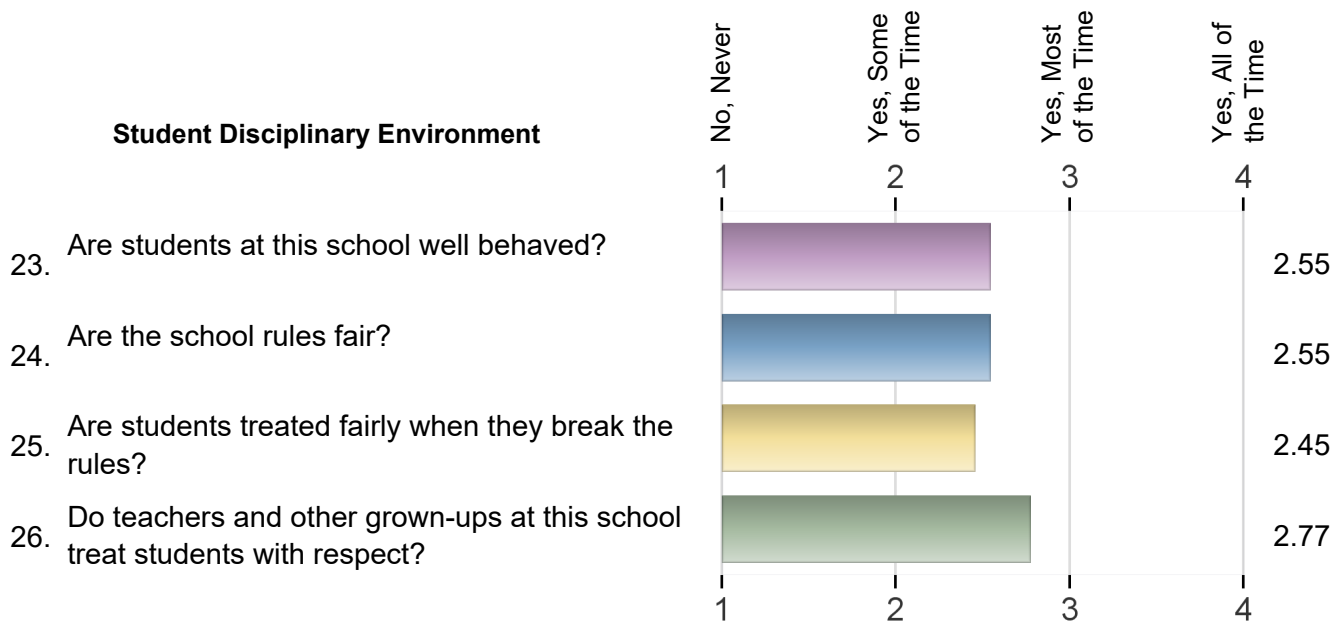 No, Never
Yes, Some
of the Time
Yes, Most
of the Time
Yes, All of
the Time
Student Disciplinary Environment
1 2 3 4
23. Are students at this school well behaved? 2.55
24. Are the school rules fair? 2.55
25. Are students treated fairly when they break the
rules? 2.45
26. Do teachers and other grown-ups at this school
treat students with respect? 2.77
1 2 3 4